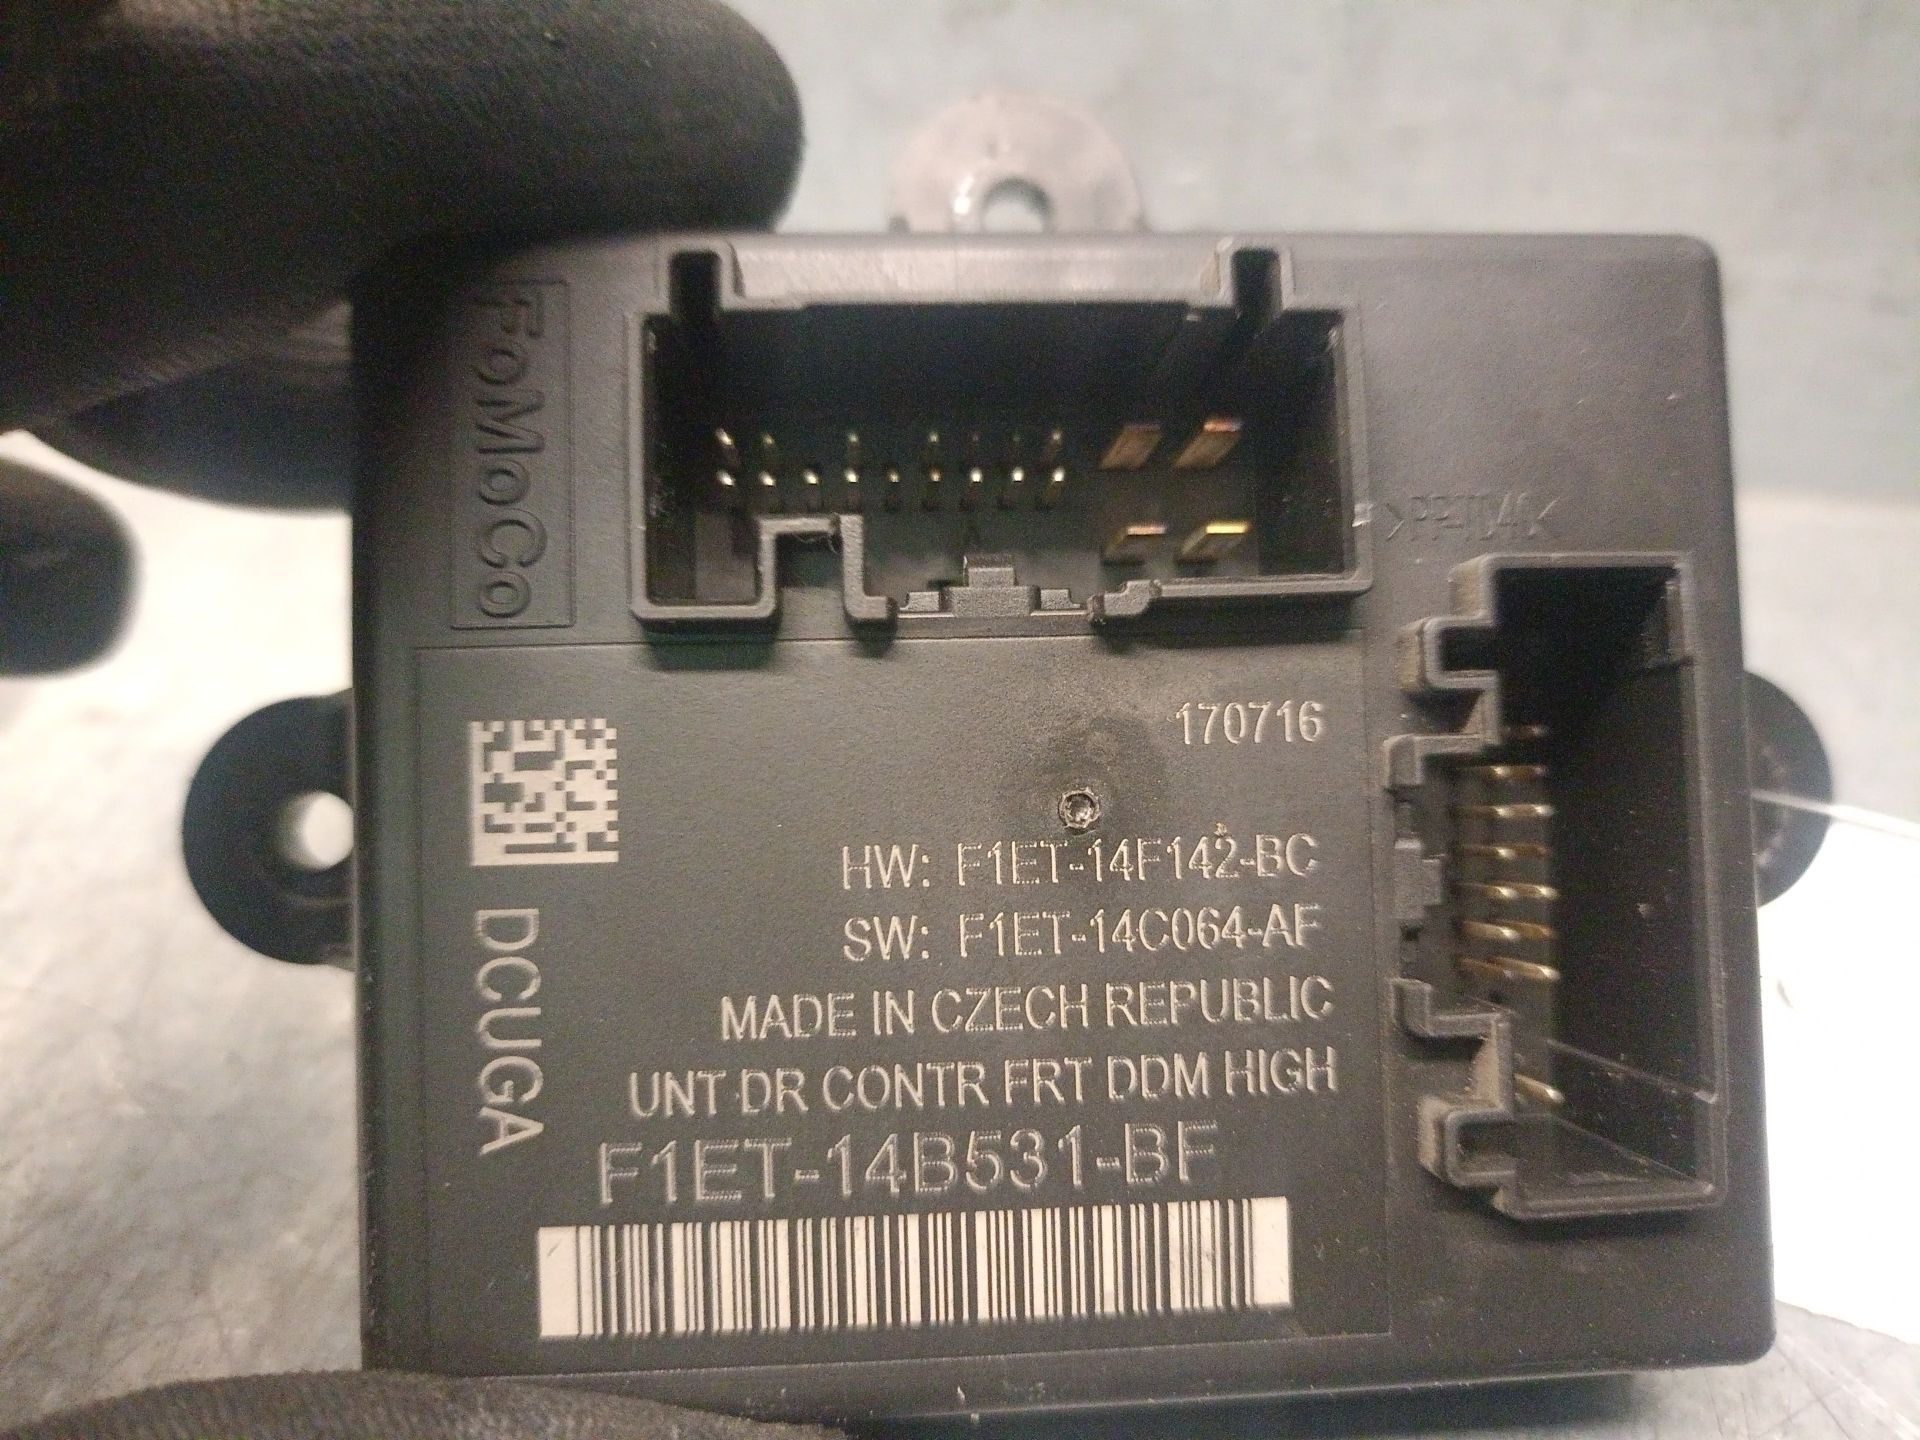 FoMoCo
170716
HW: F1ET-14F142-BC
SW: F1ET-14C064-AF
MADE IN CZECH REPUBLIC
UNT DR CONTR FRT DDM HIGH
F1ET-14B531-BF
DCUGA